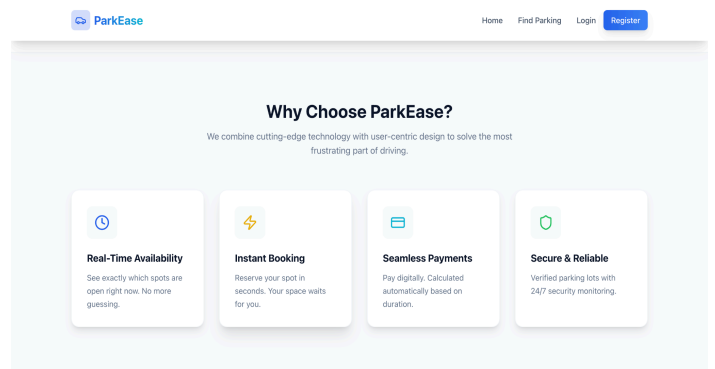 ParkEase
Home Find Parking Login Register
Why Choose ParkEase?
We combine cutting-edge technology with user-centric design to solve the most
frustrating part of driving.
Real-Time Availability
See exactly which spots are
open right now. No more
guessing.
Instant Booking
Reserve your spot in
seconds. Your space waits
for you.
Seamless Payments
Pay digitally. Calculated
automatically based on
duration.
Secure & Reliable
Verified parking lots with
24/7 security monitoring.